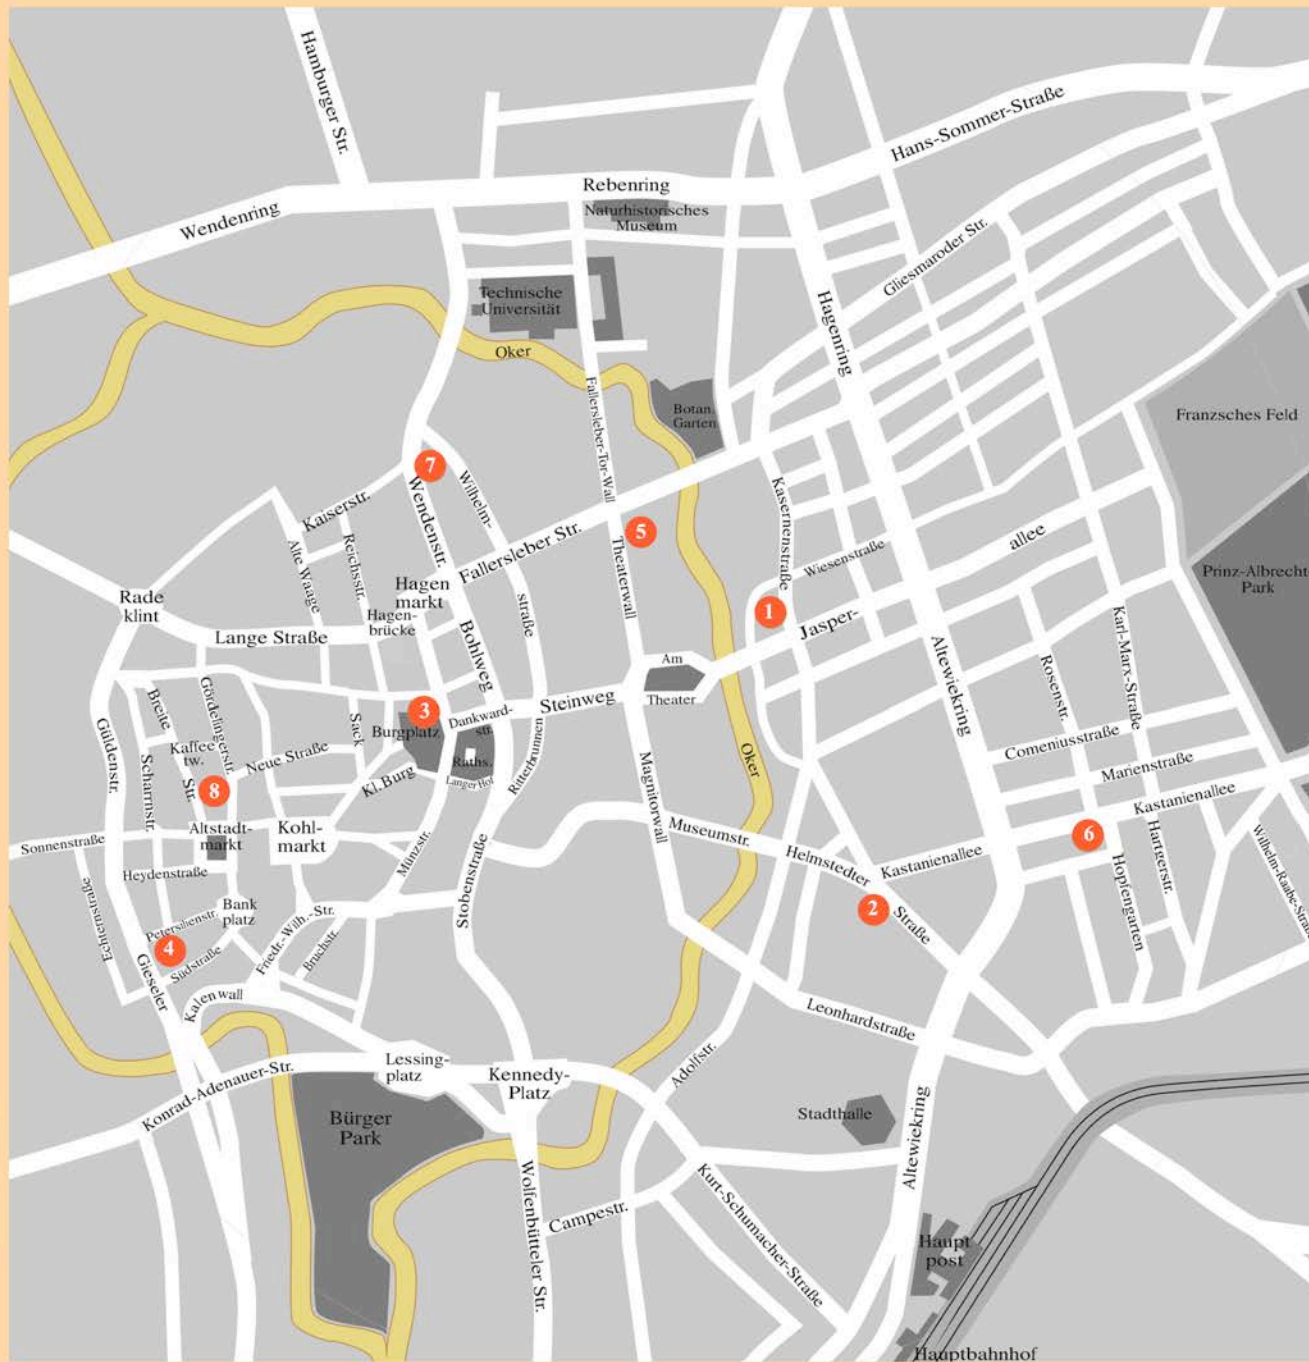 Hamburger Str.
Hans-Sommer-Straße
Rebenring
Wendenring
Naturhistorisches
Museum
Gliesmaroder Str.
Technische
Universität
Hagenring
Oker
Fallersleber-Tor-Wall
Botan.
Garten
Franzsches Feld
7
Wilhelm-
straße
Kaiserstr.
Wendenstr.
Kasernenstraße
5
Fallersleber Str.
Alte Waage
Reichsstr.
Theaterwall
Wiesenstraße
Jasper-
allee
Prinz-Albrecht-
Park
Rade
klint
Hagen
markt
Hagen-
brücke
1
Lange Straße
Bohlweg
Am
Theater
Altewiekring
Rosenstr.
Karl-Marx-Straße
Steinweg
3
Burgplatz
Dankward-
str.
Güldenstr.
Breite
Str.
Gördelingerstr.
Sack
Kaffee
tw.
Neue Straße
Scharrnstr.
Kl.Burg
Raths.
Langer Hof
Ritterbrunnen
Magnitorwall
Oker
Comeniusstraße
Marienstraße
Kastanienallee
8
Altstadt-
markt
Kohl-
markt
Münzstr.
Sonnenstraße
Museumstr.
Helmstedter
Straße
Kastanienallee
6
Hartgerstr.
Hopfengarten
Wilhelm-Raabe-Straße
Heydenstraße
Stobenstraße
Echternstraße
Petersilienstr.
Bank
platz
2
Friedr.-Wilh.-Str.
Bruchstr.
4
Südstraße
Gieseler
Kalenwall
Leonhardstraße
Lessing-
platz
Kennedy-
Platz
Adolfstr.
Konrad-Adenauer-Str.
Bürger
Park
Stadthalle
Altewiekring
Wolfenbütteler Str.
Campestr.
Kurt-Schumacher-Straße
Haupt
post
Hauptbahnhof